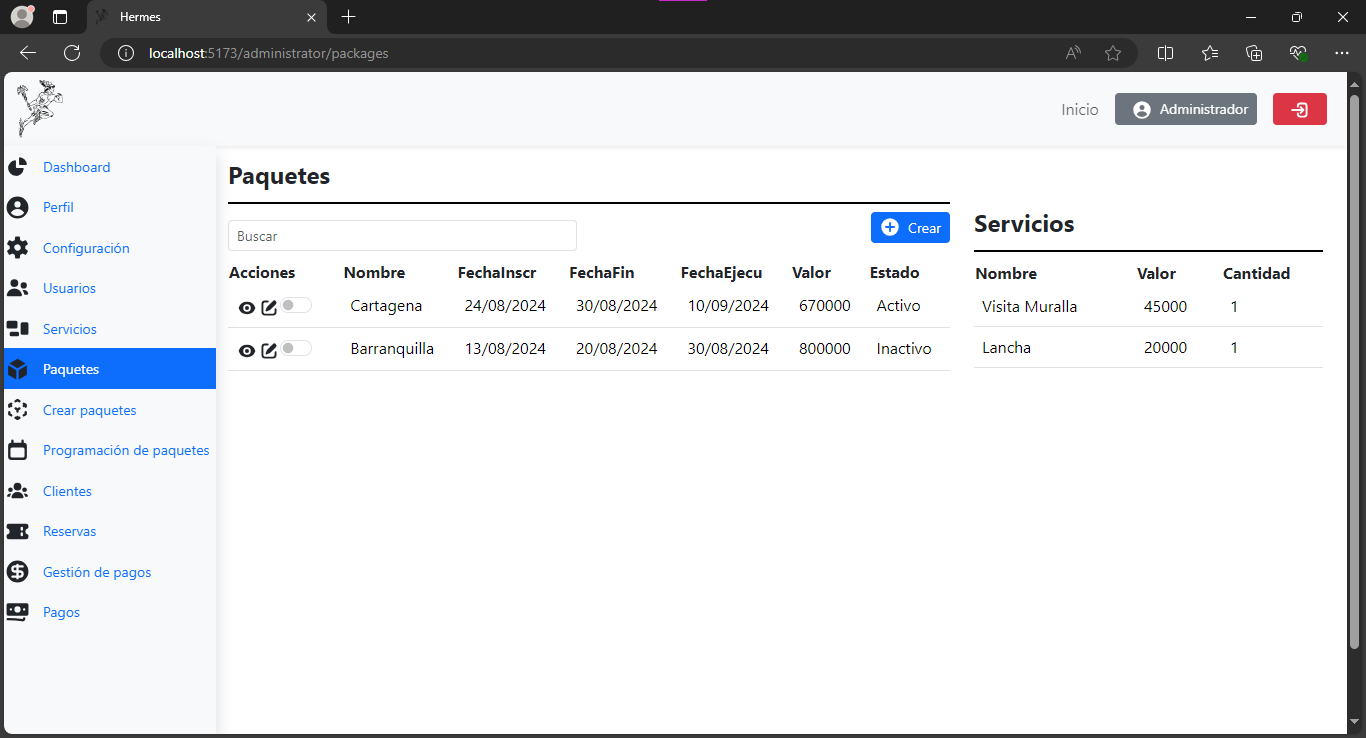 Hermes
localhost:5173/administrator/packages
Inicio
Administrador
Dashboard
Perfil
Configuración
Usuarios
Servicios
Paquetes
Crear paquetes
Programación de paquetes
Clientes
Reservas
Gestión de pagos
Pagos
Paquetes
Buscar
Crear
Acciones Nombre FechaInscr FechaFin FechaEjecu Valor Estado
Cartagena 24/08/2024 30/08/2024 10/09/2024 670000 Activo
Barranquilla 13/08/2024 20/08/2024 30/08/2024 800000 Inactivo
Servicios
Nombre Valor Cantidad
Visita Muralla 45000 1
Lancha 20000 1